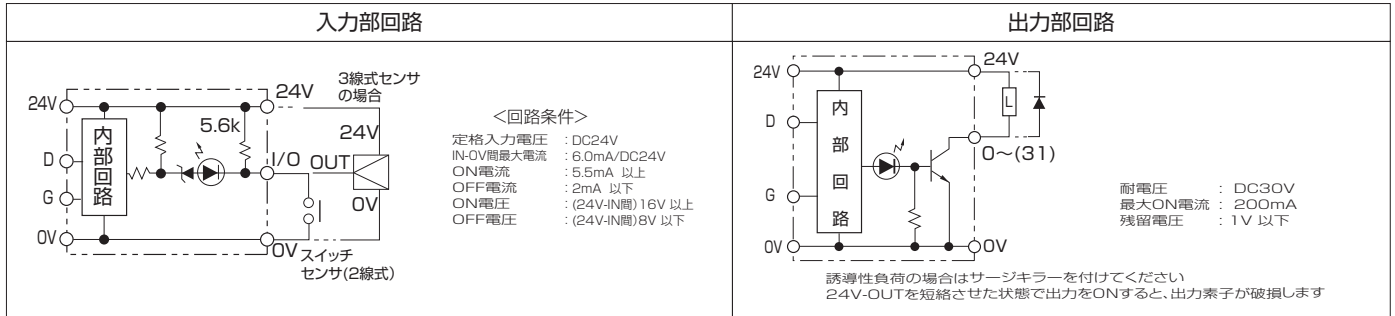 入力部回路
24V
D
G
0V
内部回路
5.6k
24V
I/O
0V
3線式センサ
の場合
24V
OUT
0V
スイッチ
センサ(2線式)
<回路条件>
定格入力電圧 : DC24V
IN-0V間最大電流 : 6.0mA/DC24V
ON電流 : 5.5mA 以上
OFF電流 : 2mA 以下
ON電圧 : (24V-IN間)16V 以上
OFF電圧 : (24V-IN間)8V 以下
出力部回路
24V
D
G
0V
内部回路
24V
L
0～(31)
0V
耐電圧 : DC30V
最大ON電流 : 200mA
残留電圧 : 1V 以下
誘導性負荷の場合はサージキラーを付けてください
24V-OUTを短絡させた状態で出力をONすると、出力素子が破損します